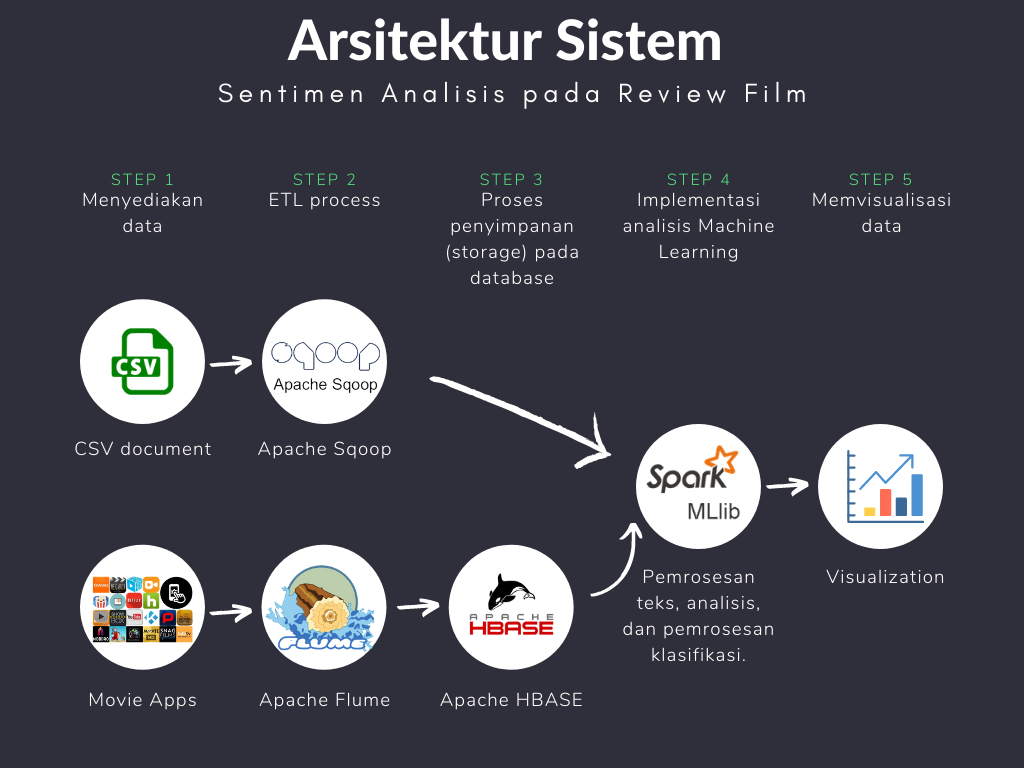 Arsitektur Sistem
Sentimen Analisis pada Review Film
STEP 1
Menyediakan
data
STEP 2
ETL process
STEP 3
Proses
penyimpanan
(storage) pada
database
STEP 4
Implementasi
analisis Machine
Learning
STEP 5
Memvisualisasi
data
CSV
CSV document
sqoop
Apache Sqoop
Apache Sqoop
Spark
MLlib
Pemrosesan
teks, analisis,
dan pemrosesan
klasifikasi.
Visualization
Movie Apps
FLUME
Apache Flume
APACHE
HBASE
Apache HBASE